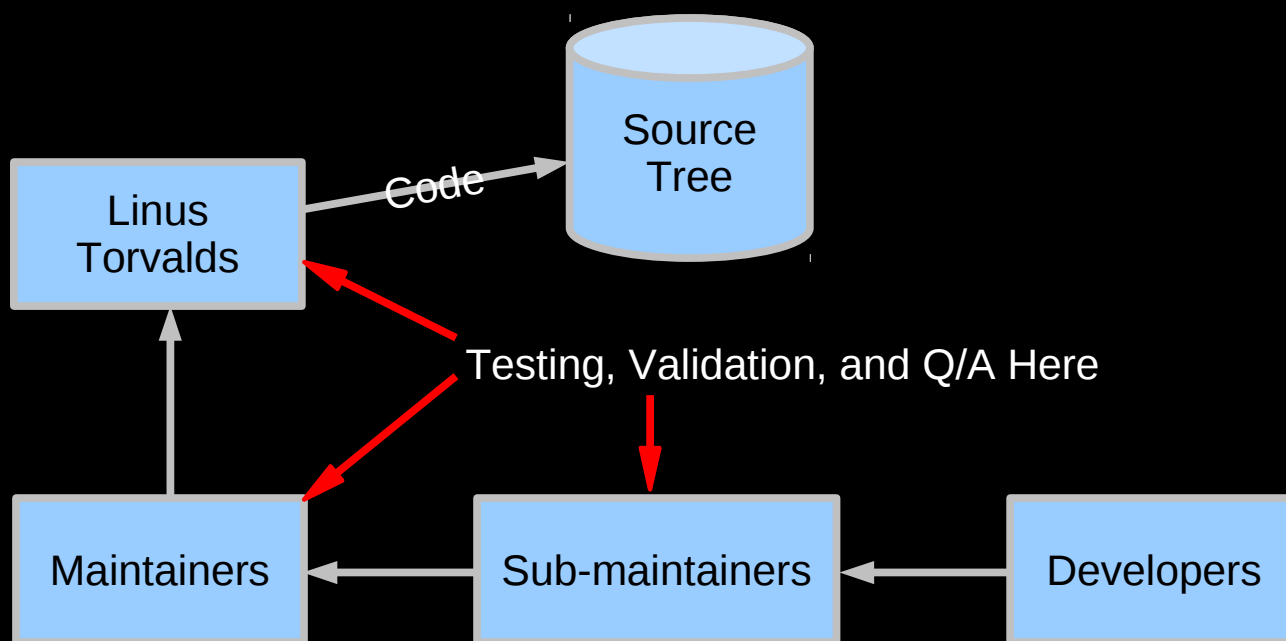 Source
Tree
Code
Linus
Torvalds
Testing, Validation, and Q/A Here
Maintainers
Sub-maintainers
Developers